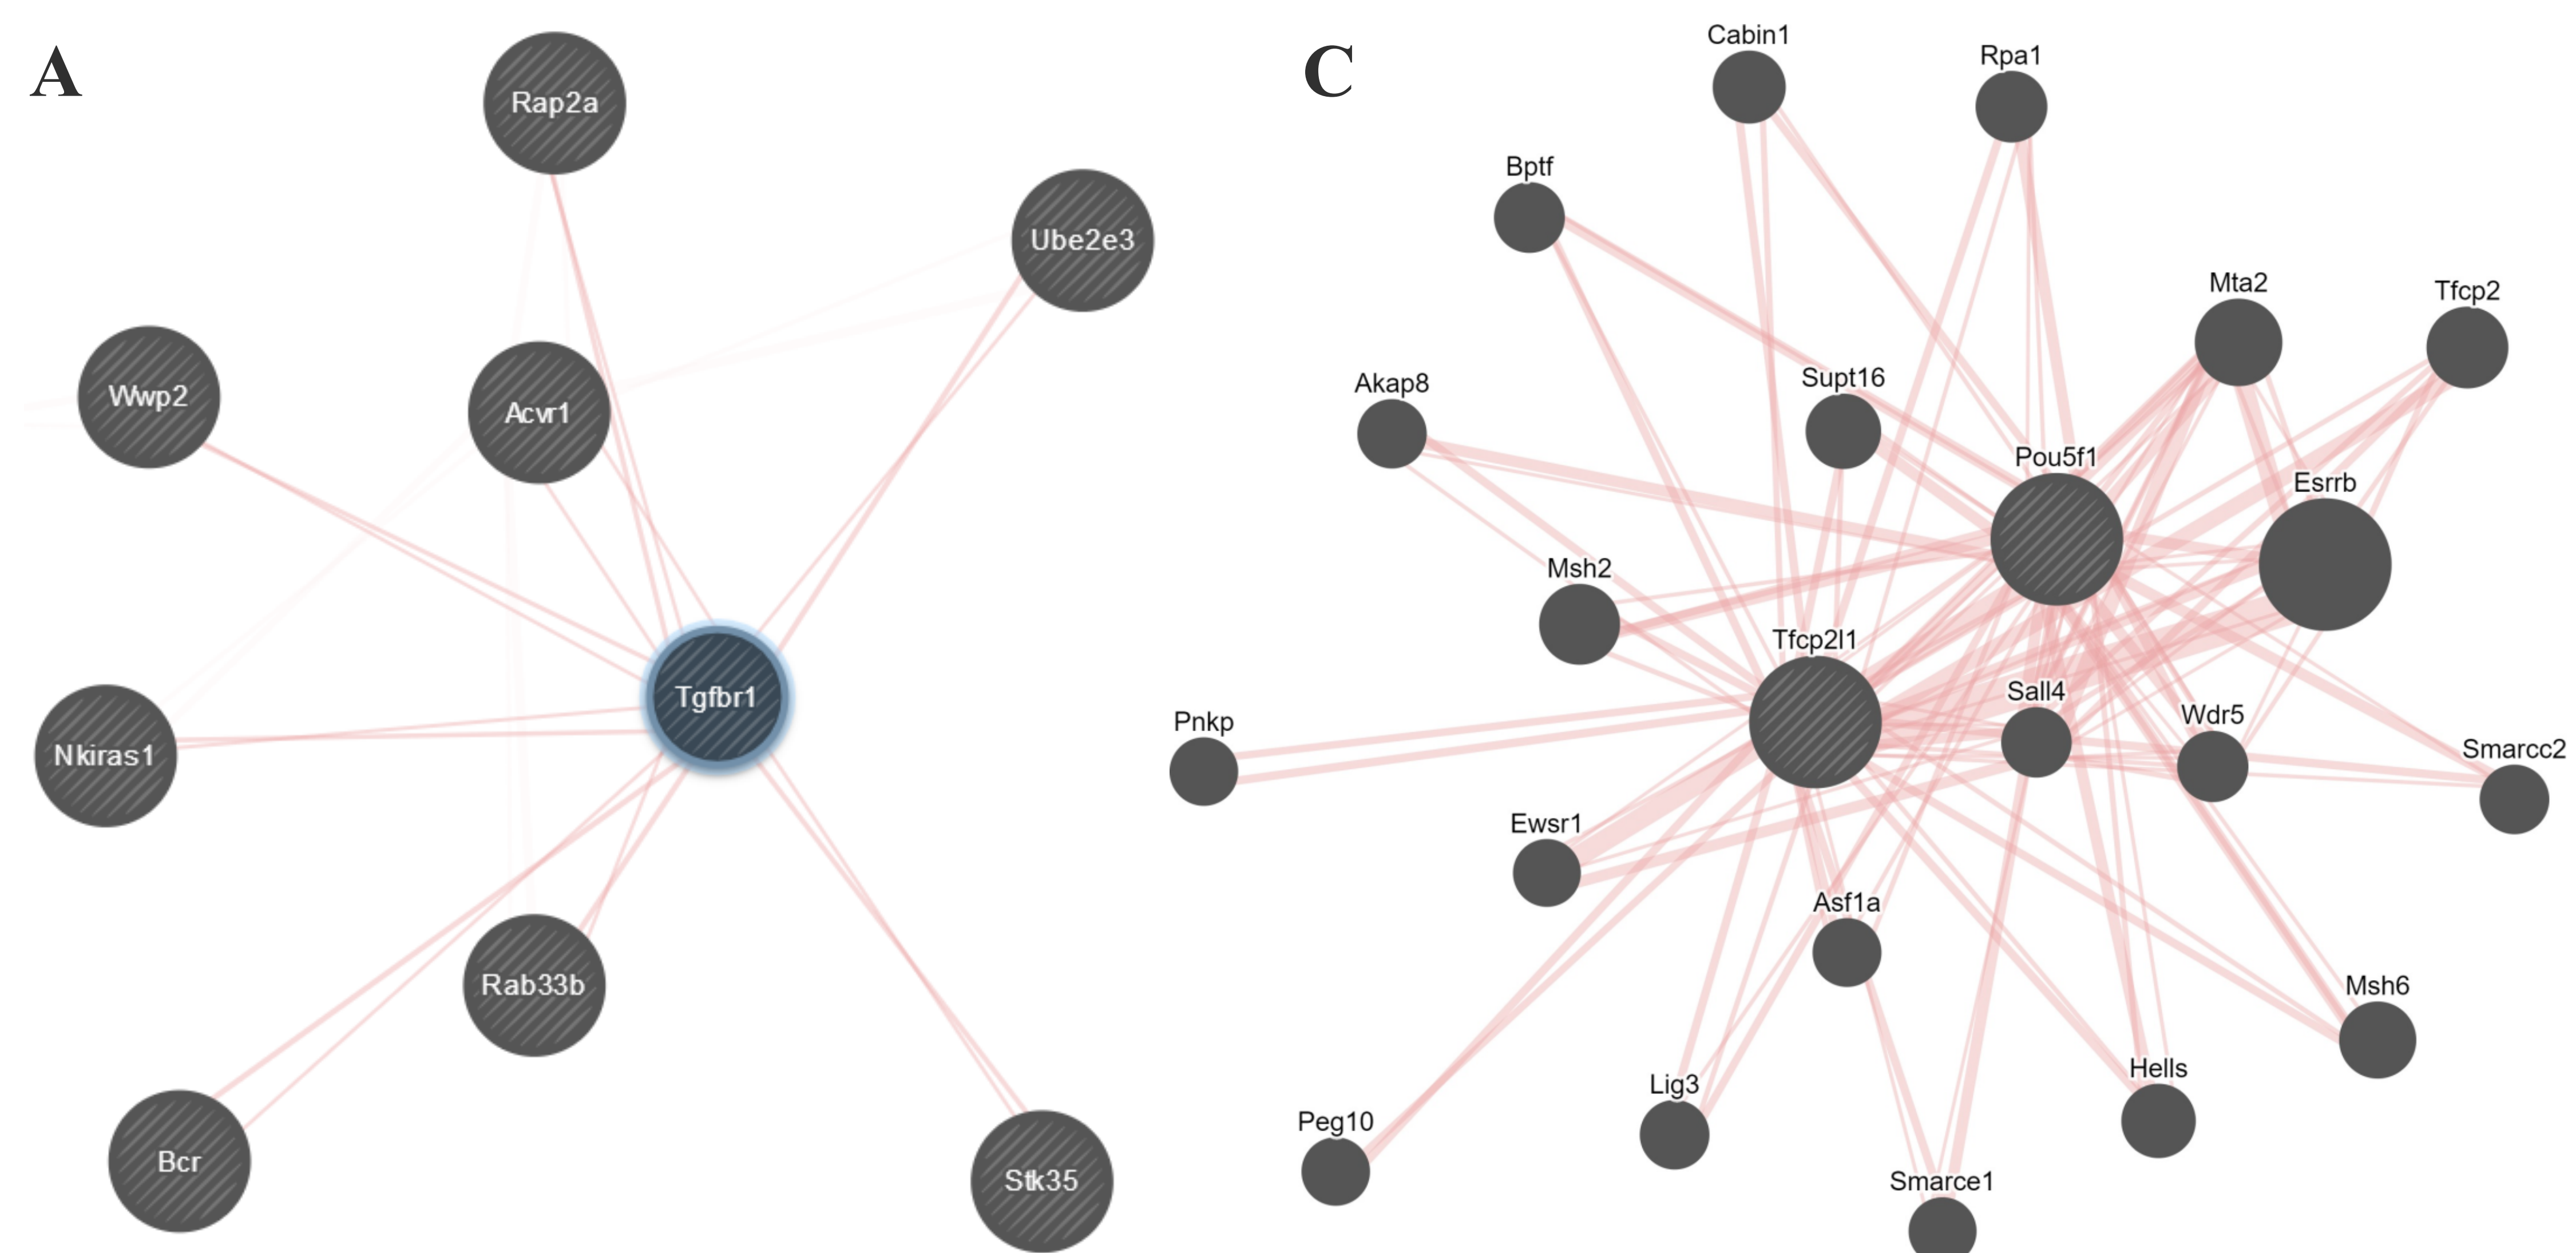 A
Rap2a
Ube2e3
Wwp2
Acvr1
Tgfbr1
Nkiras1
Rab33b
Bcr
Stk35
C
Cabin1
Rpa1
Bptf
Mta2
Tfcp2
Supt16
Akap8
Pou5f1
Esrrb
Msh2
Tfcp2l1
Sall4
Wdr5
Pnkp
Smarcc2
Ewsr1
Asf1a
Msh6
Hells
Lig3
Peg10
Smarce1